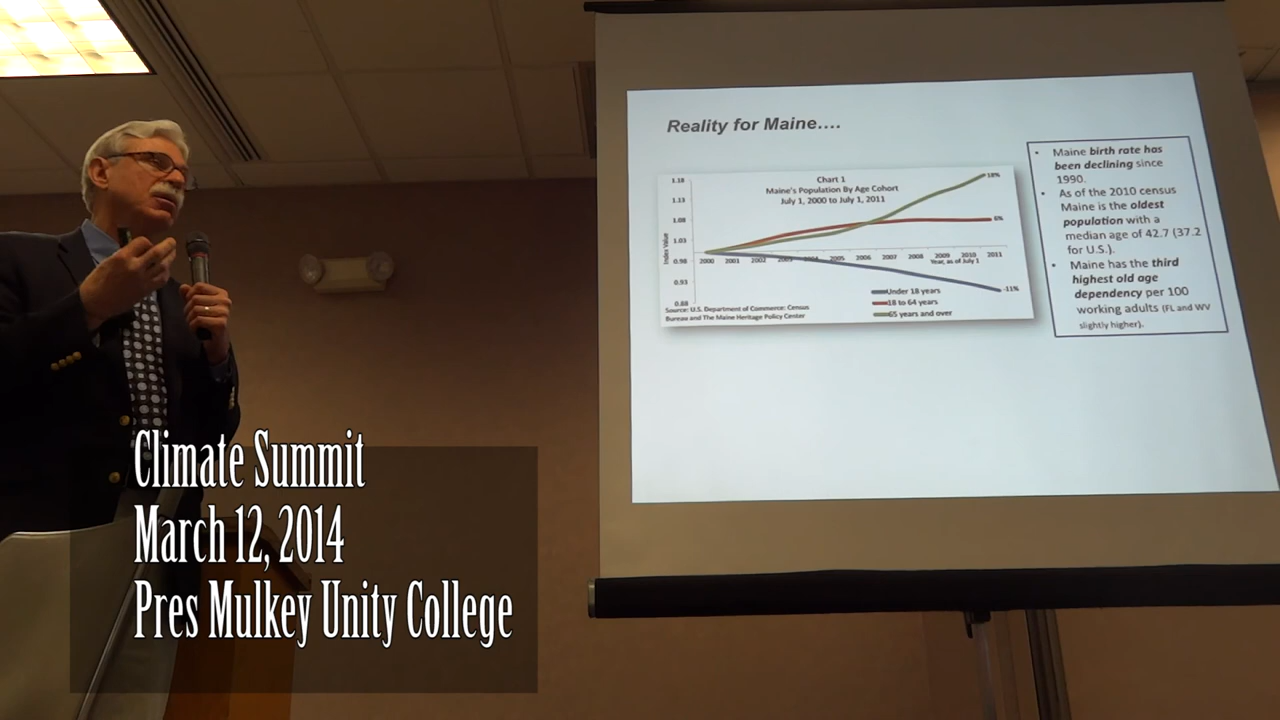 Reality for Maine….
Chart 1
Maine's Population By Age Cohort
July 1, 2000 to July 1, 2011
1.18
1.13
1.08
1.03
0.98
0.93
0.88
Index Value
18%
6%
-11%
2000 2001 2002 2003 2004 2005 2006 2007 2008 2009 2010 2011
Year, as of July 1
Under 18 years
18 to 64 years
65 years and over
Source: U.S. Department of Commerce: Census
Bureau and The Maine Heritage Policy Center
• Maine birth rate has
been declining since
1990.
• As of the 2010 census
Maine is the oldest
population with a
median age of 42.7 (37.2
for U.S.).
• Maine has the third
highest old age
dependency per 100
working adults (FL and WV
slightly higher).
Climate Summit
March 12, 2014
Pres Mulkey Unity College